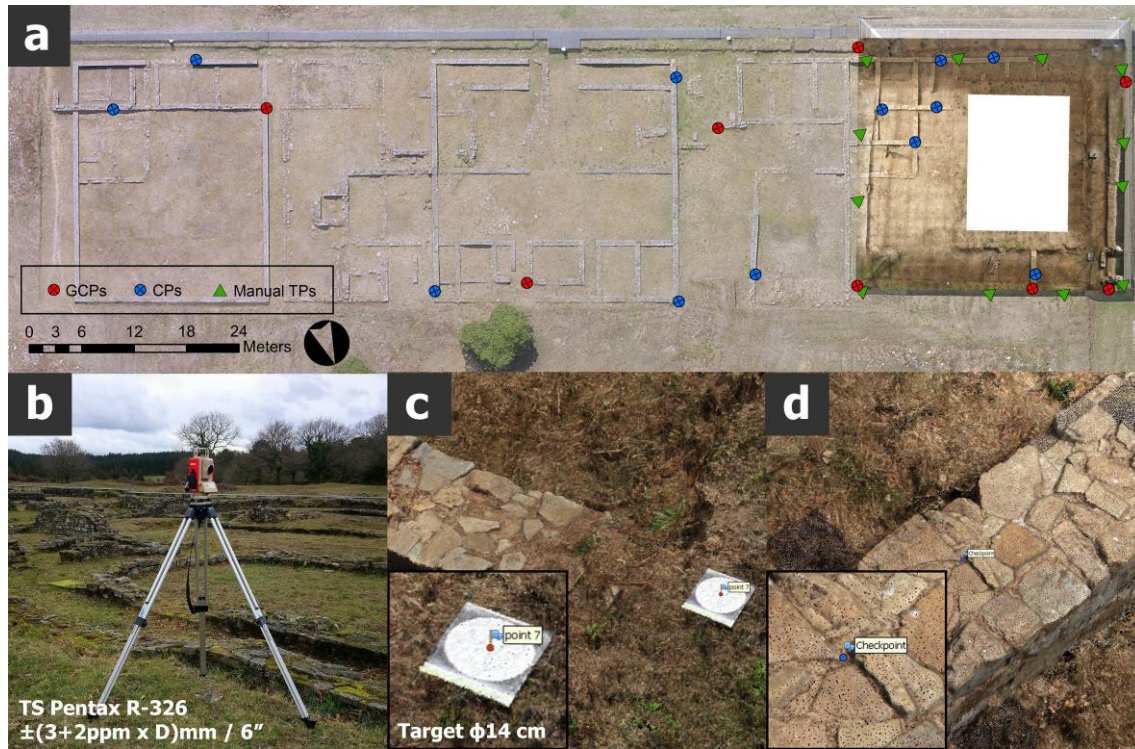 a
GCPs CPs Manual TPs
0 3 6 12 18 24
Meters
b
TS Pentax R-326
±(3+2ppm x D)mm / 6″
c
point 7
point 7
Target ϕ14 cm
d
Checkpoint
Checkpoint